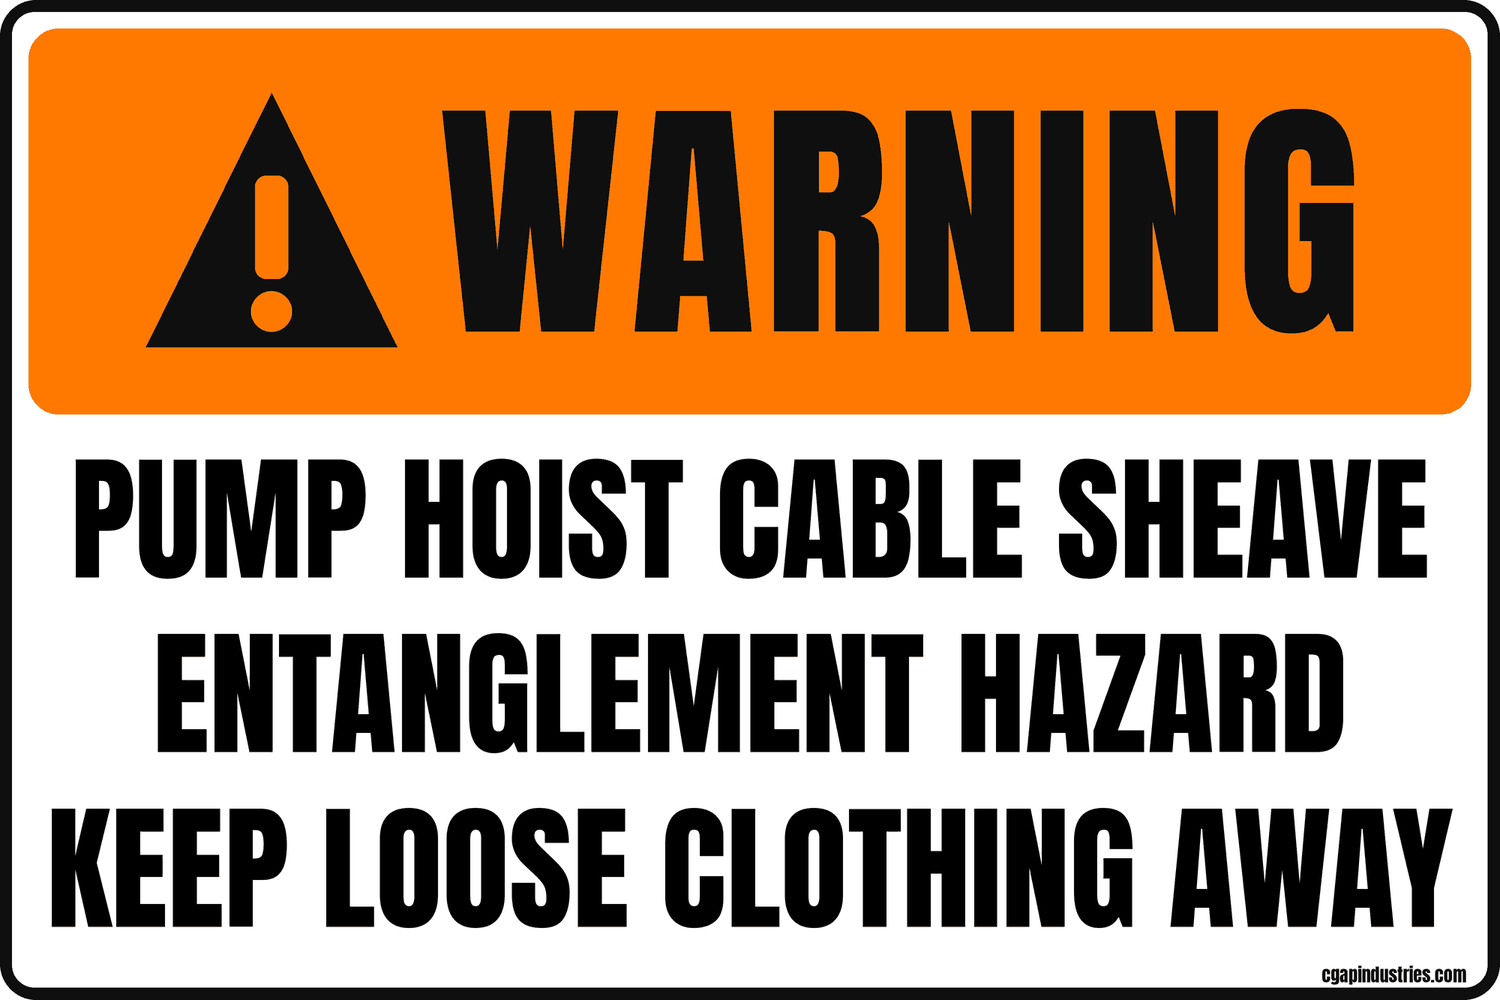 WARNING
PUMP HOIST CABLE SHEAVE
ENTANGLEMENT HAZARD
KEEP LOOSE CLOTHING AWAY
cgapindustries.com